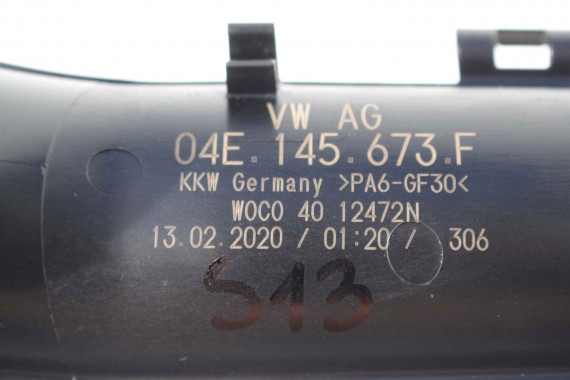 VW AG
04E.145.673.F
KKW Germany >PA6-GF30<
WOCO 40 12472N
13.02.2020 / 01:20 / 306
S13